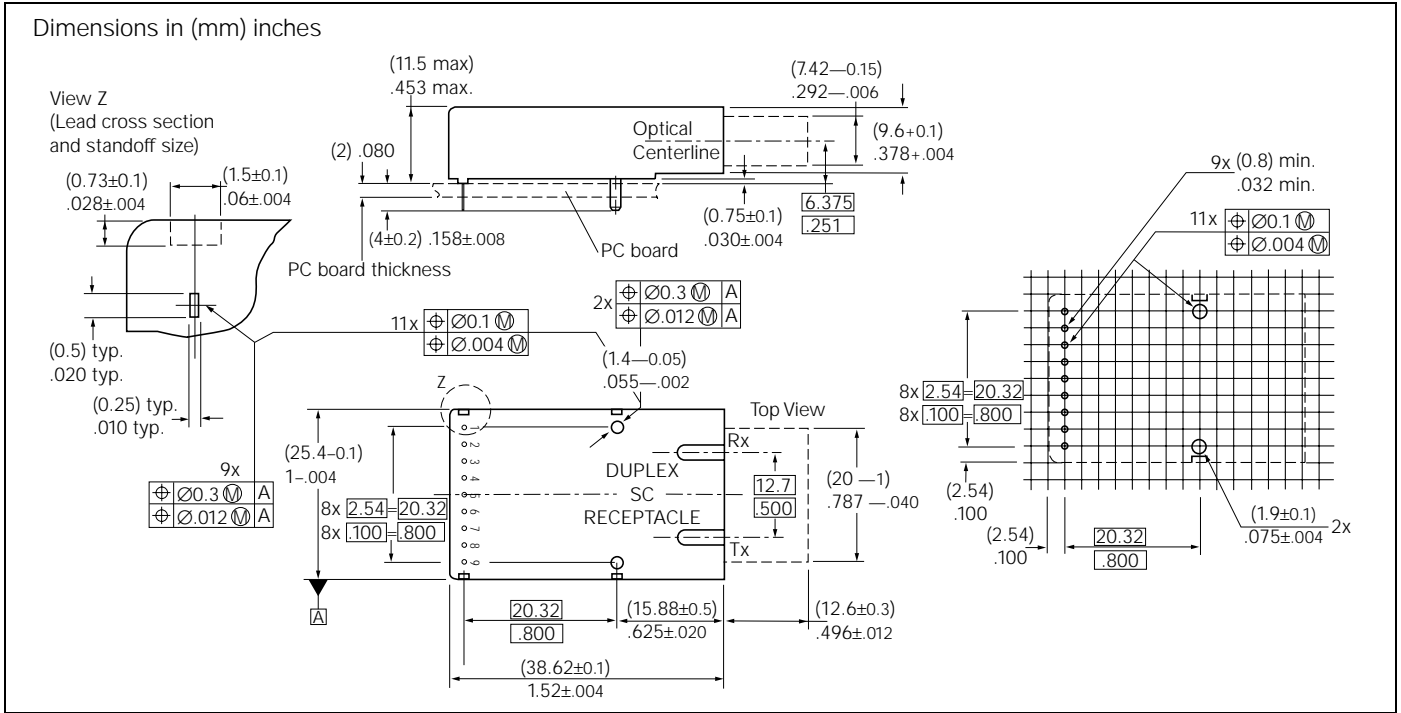 Dimensions in (mm) inches
View Z
(Lead cross section
and standoff size)
(11.5 max)
.453 max.
(7.42—0.15)
.292—.006
Optical
Centerline
(9.6+0.1)
.378+.004
(2) .080
(0.73±0.1)
.028±.004
(1.5±0.1)
.06±.004
(4±0.2) .158±.008
(0.75±0.1)
.030±.004
6.375
.251
PC board
PC board thickness
9x (0.8) min.
.032 min.
11x ⌖ Ø0.1 Ⓜ
⌖ Ø.004 Ⓜ
2x ⌖ Ø0.3 Ⓜ A
⌖ Ø.012 Ⓜ A
11x ⌖ Ø0.1 Ⓜ
⌖ Ø.004 Ⓜ
(0.5) typ.
.020 typ.
(0.25) typ.
.010 typ.
(1.4—0.05)
.055—.002
Z
Top View
(25.4–0.1)
1–.004
9x
⌖ Ø0.3 Ⓜ A
⌖ Ø.012 Ⓜ A
8x 2.54=20.32
8x .100=.800
1
2
3
4
5
6
7
8
9
Rx
DUPLEX
SC
RECEPTACLE
Tx
12.7
.500
(20 —1)
.787 —.040
A
20.32
.800
(15.88±0.5)
.625±.020
(12.6±0.3)
.496±.012
(38.62±0.1)
1.52±.004
8x 2.54=20.32
8x .100=.800
(2.54)
.100
(2.54)
.100
20.32
.800
(1.9±0.1)
.075±.004
2x